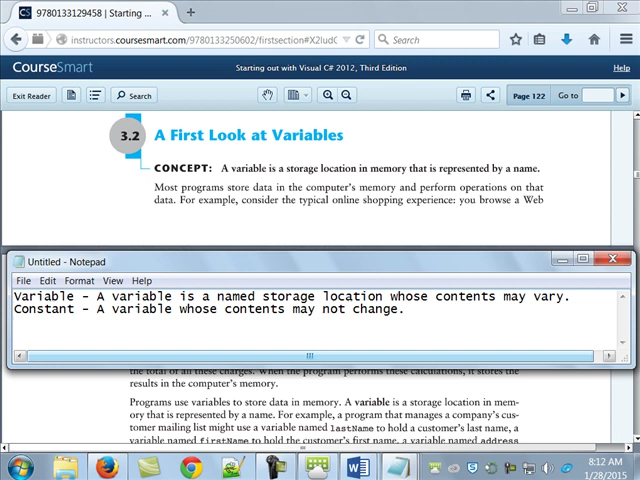 9780133129458 | Starting ...
instructors.coursesmart.com/9780133250602/firstsection#X2ludC
Search
CourseSmart
Starting out with Visual C# 2012, Third Edition
Help
Exit Reader
Search
Page 122
Go to
3.2 A First Look at Variables
CONCEPT: A variable is a storage location in memory that is represented by a name.
Most programs store data in the computer's memory and perform operations on that
data. For example, consider the typical online shopping experience: you browse a Web
Untitled - Notepad
File Edit Format View Help
Variable - A variable is a named storage location whose contents may vary.
Constant - A variable whose contents may not change.
the total of all these charges. When the program performs these calculations, it stores the
results in the computer's memory.
Programs use variables to store data in memory. A variable is a storage location in mem-
ory that is represented by a name. For example, a program that manages a company's cus-
tomer mailing list might use a variable named lastName to hold a customer's last name, a
variable named firstName to hold the customer's first name, a variable named address
8:12 AM
1/28/2015